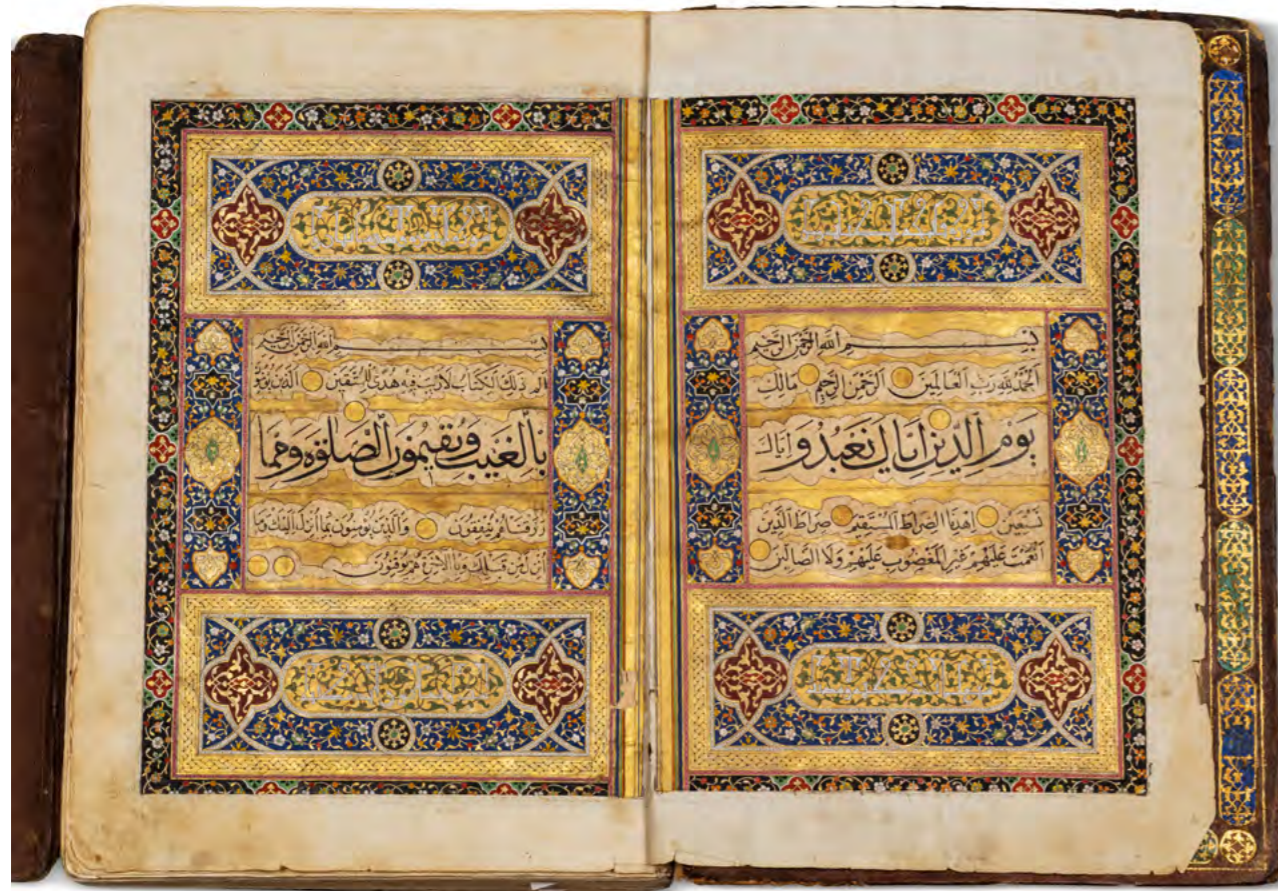 بسم الله الرحمن الرحيم
الحمد لله رب العالمين الرحمن الرحيم مالك
يوم الدين اياك نعبد و اياك
نستعين اهدنا الصراط المستقيم صراط الذين
انعمت عليهم غير المغضوب عليهم ولا الضالين
بسم الله الرحمن الرحيم
الم ذلك الكتاب لا ريب فيه هدى للمتقين الذين يؤمنون
بالغيب ويقيمون الصلوة ومما
رزقناهم ينفقون والذين يؤمنون بما انزل اليك وما
انزل من قبلك وبالاخرة هم يوقنون